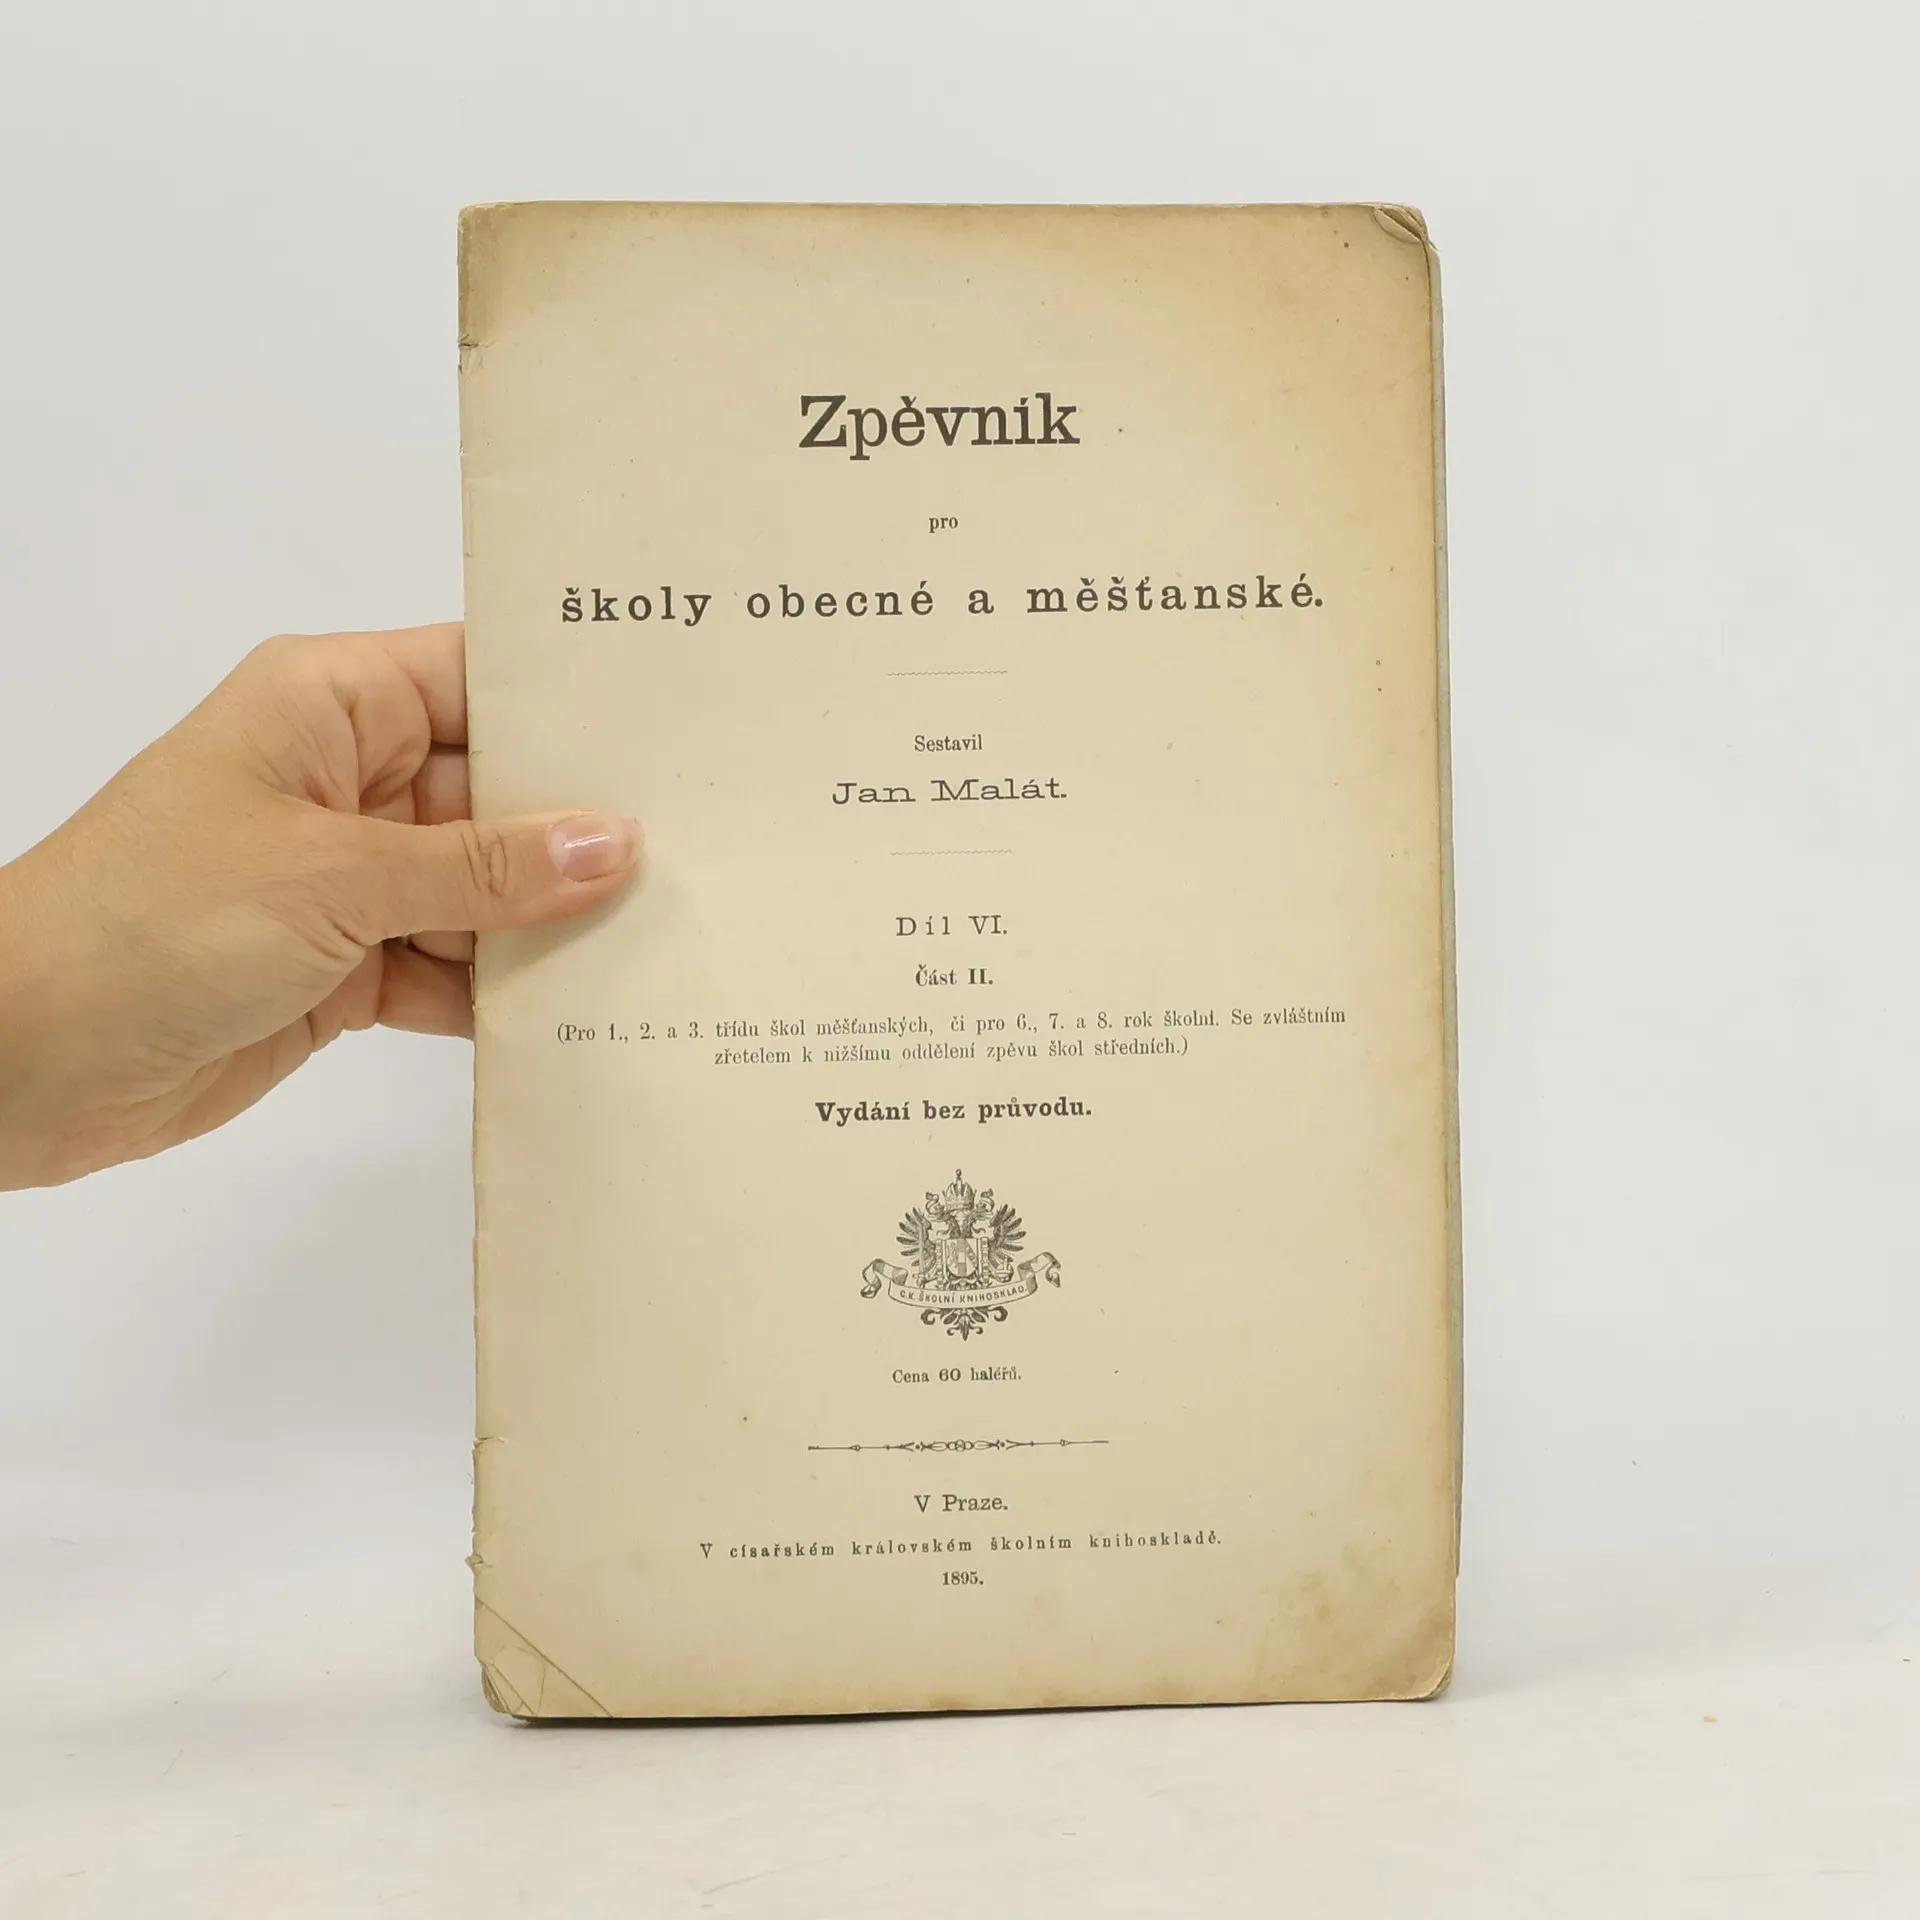 Zpěvník
pro
školy obecné a měšťanské.
Sestavil
Jan Malát.
Díl VI.
Část II.
(Pro 1., 2. a 3. třídu škol měšťanských, či pro 6., 7. a 8. rok školní. Se zvláštním
zřetelem k nižšímu oddělení zpěvu škol středních.)
Vydání bez průvodu.
C.K. ŠKOLNÍ KNIHOSKLAD.
Cena 60 haléřů.
V Praze.
V císařském královském školním knihoskladě.
1895.